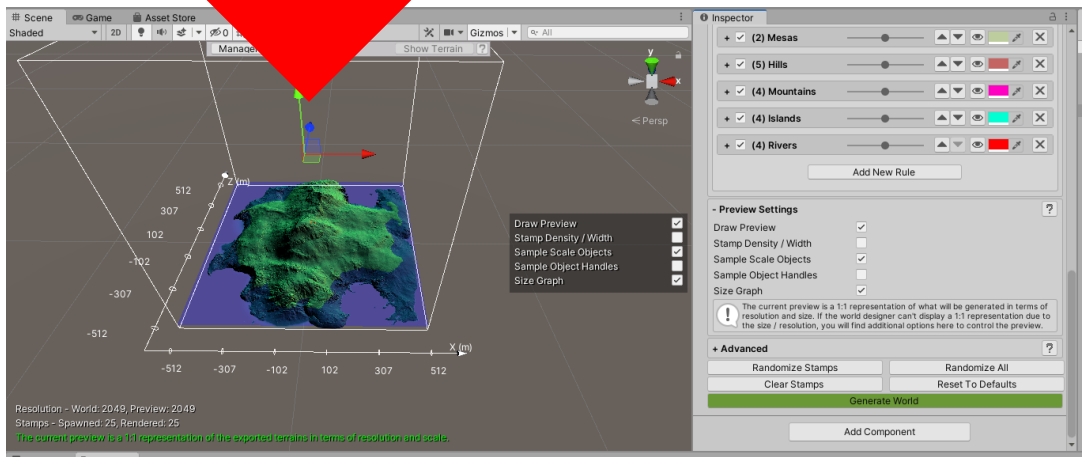 Scene Game Asset Store
Shaded 2D 0 Gizmos All
Manage Show Terrain ?
y
x
Persp
Z (m)
512
307
102
-102
-307
-512
X (m)
-512 -307 -102 102 307 512
Draw Preview
Stamp Density / Width
Sample Scale Objects
Sample Object Handles
Size Graph
Resolution - World: 2049, Preview: 2049
Stamps - Spawned: 25, Rendered: 25
The current preview is a 1:1 representation of the exported terrains in terms of resolution and scale.
Inspector
+ (2) Mesas
+ (5) Hills
+ (4) Mountains
+ (4) Islands
+ (4) Rivers
Add New Rule
- Preview Settings ?
Draw Preview
Stamp Density / Width
Sample Scale Objects
Sample Object Handles
Size Graph
The current preview is a 1:1 representation of what will be generated in terms of
resolution and size. If the world designer can't display a 1:1 representation due to
the size / resolution, you will find additional options here to control the preview.
+ Advanced ?
Randomize Stamps Randomize All
Clear Stamps Reset To Defaults
Generate World
Add Component